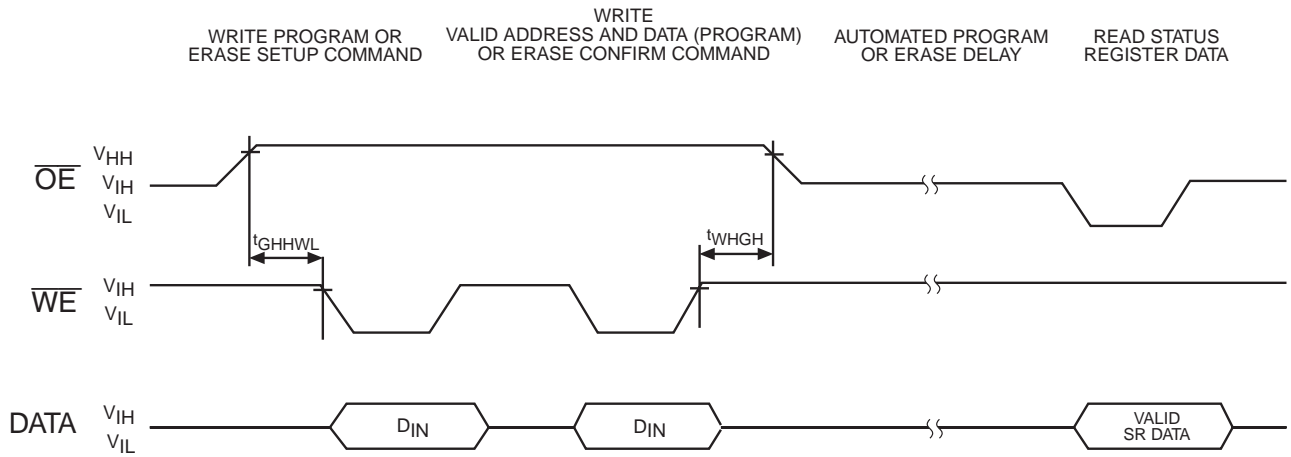 WRITE PROGRAM OR
ERASE SETUP COMMAND
WRITE
VALID ADDRESS AND DATA (PROGRAM)
OR ERASE CONFIRM COMMAND
AUTOMATED PROGRAM
OR ERASE DELAY
READ STATUS
REGISTER DATA
OE
VHH
VIH
VIL
tGHHWL
tWHGH
WE
VIH
VIL
DATA
VIH
VIL
DIN
DIN
VALID
SR DATA